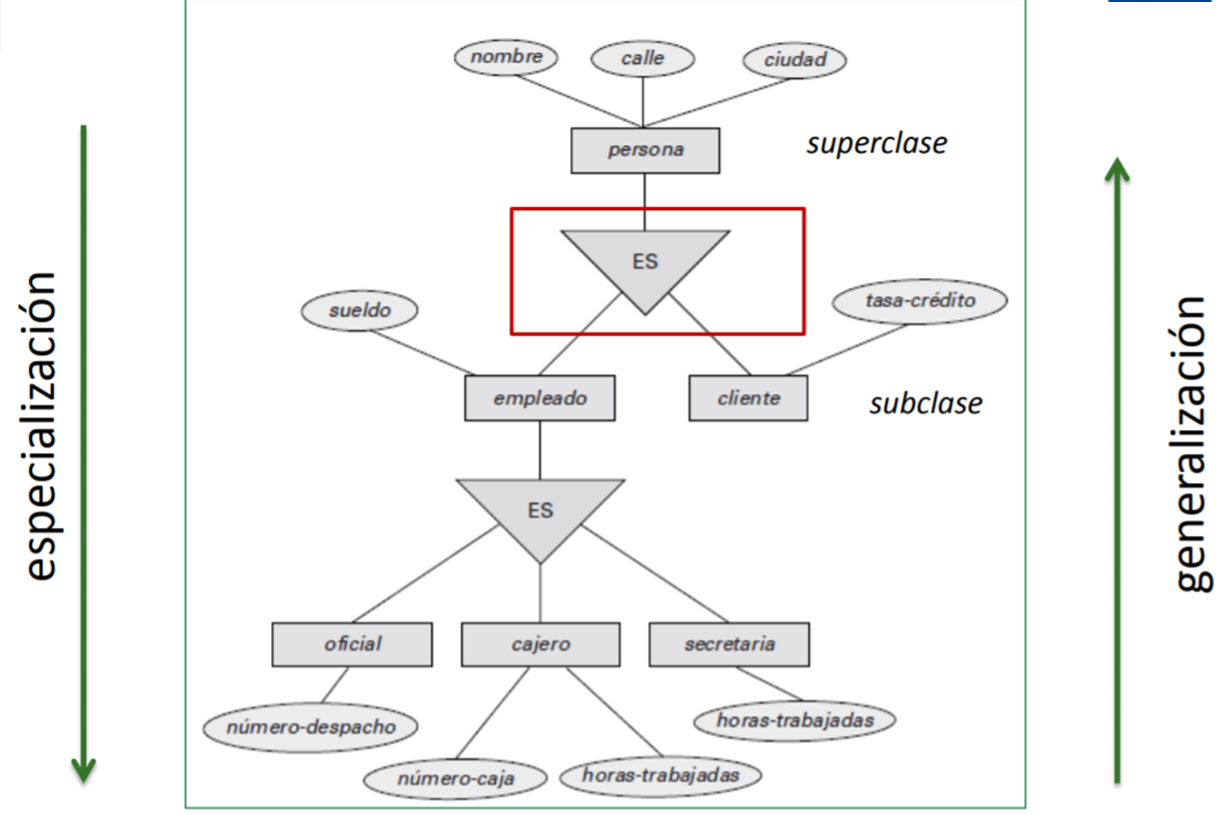 nombre
calle
ciudad
persona
superclase
ES
sueldo
tasa-crédito
empleado
cliente
subclase
especialización
generalización
ES
oficial
cajero
secretaria
número-despacho
horas-trabajadas
número-caja
horas-trabajadas